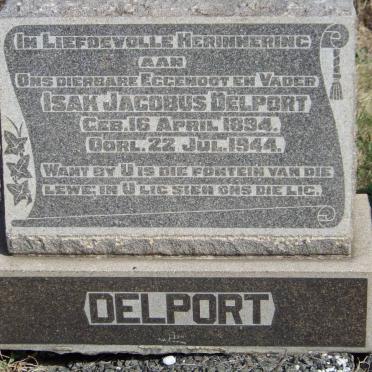 IN LIEFDEVOLLE HERINNERING
AAN
ONS DIERBARE EGGENOOT EN VADER
ISAK JACOBUS DELPORT
GEB. 16 APRIL 1894.
OORL. 22 JUL. 1944.
WANT BY U IS DIE FONTEIN VAN DIE
LEWE, IN U LIG SIEN ONS DIE LIG.
DELPORT